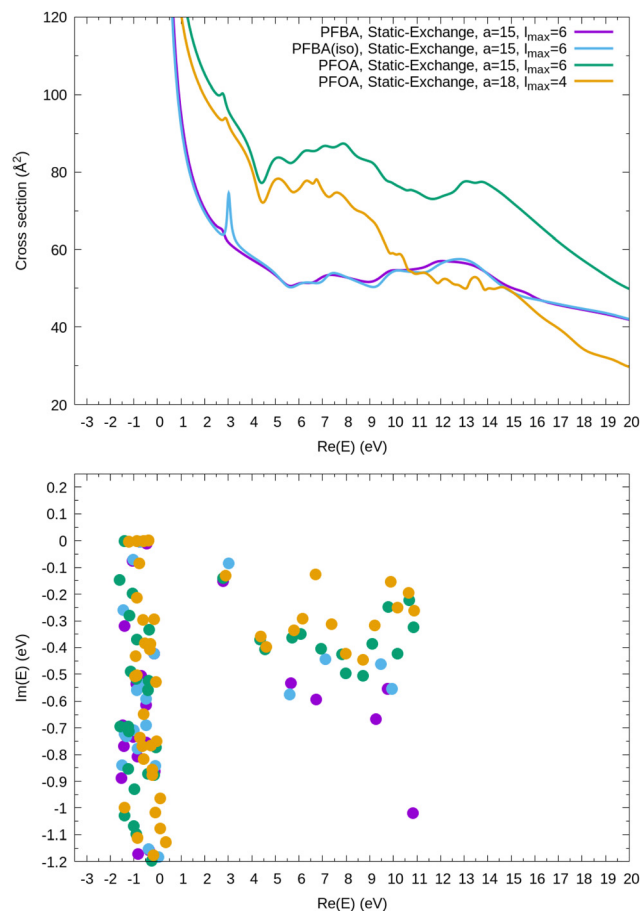 PFBA, Static-Exchange, a=15, lmax=6
PFBA(iso), Static-Exchange, a=15, lmax=6
PFOA, Static-Exchange, a=15, lmax=6
PFOA, Static-Exchange, a=18, lmax=4
120
100
80
60
40
20
Cross section (Å²)
-3 -2 -1 0 1 2 3 4 5 6 7 8 9 10 11 12 13 14 15 16 17 18 19 20
Re(E) (eV)
0.2
0.1
0
-0.1
-0.2
-0.3
-0.4
-0.5
-0.6
-0.7
-0.8
-0.9
-1
-1.1
-1.2
Im(E) (eV)
-3 -2 -1 0 1 2 3 4 5 6 7 8 9 10 11 12 13 14 15 16 17 18 19 20
Re(E) (eV)